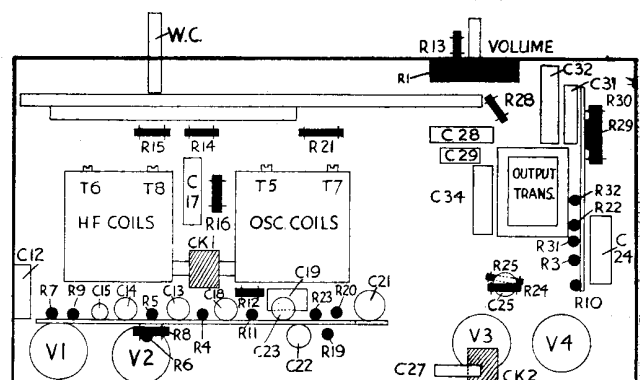 W.C.
R13
VOLUME
R1
C32
C31
R30
R28
R29
R15
R14
R21
C28
C29
T6
T8
C
17
R16
T5
T7
OUTPUT
TRANS.
C34
R32
R22
HF COILS
OSC. COILS
CK1
R31
R3
C
24
C12
C19
C21
R25
R24
C25
R10
R7
R9
C15
C14
R5
C13
C18
R12
R23
R20
R8
R4
R11
C23
C22
R19
V1
V2
R6
V3
V4
C27
CK2